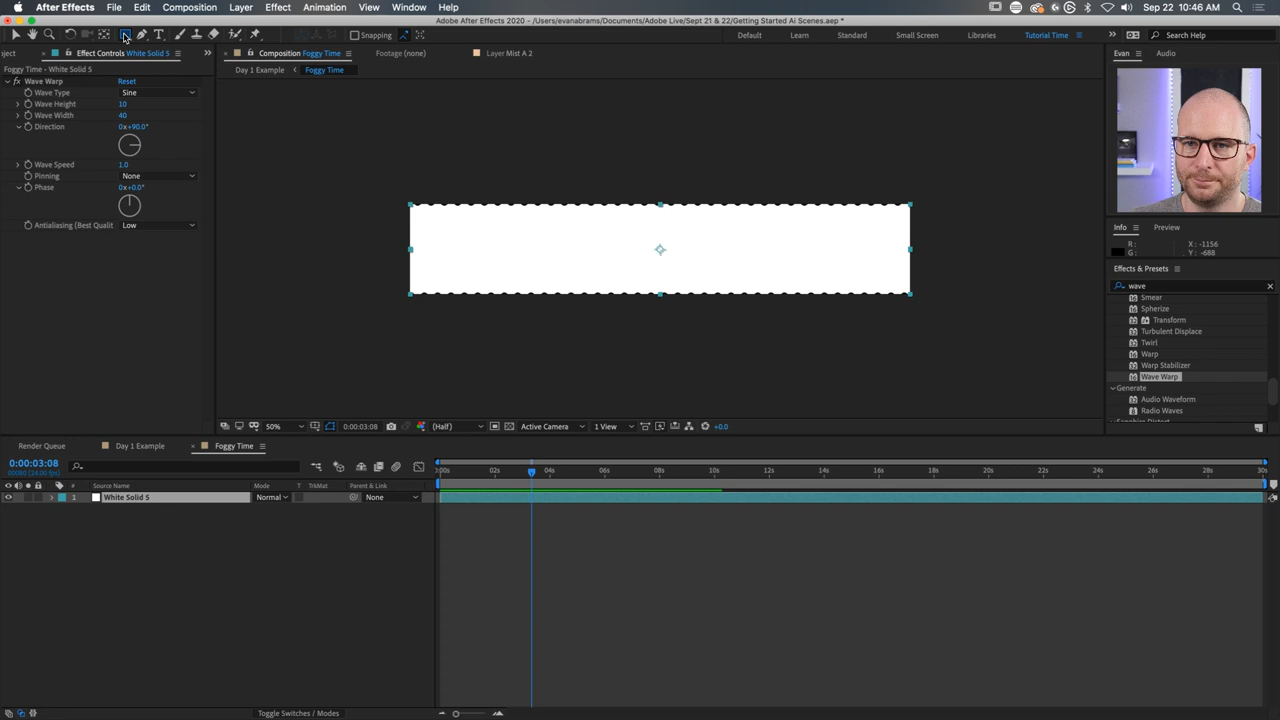 After Effects File Edit Composition Layer Effect Animation View Window Help
Sep 22 10:46 AM
Adobe After Effects 2020 - /Users/evanabrams/Documents/Adobe Live/Sept 21 & 22/Getting Started Ai Scenes.aep *
Snapping
Default Learn Standard Small Screen Libraries Tutorial Time Search Help
oject Effect Controls White Solid 5
Composition Foggy Time Footage (none) Layer Mist A 2
Evan Audio
Foggy Time • White Solid 5
Day 1 Example Foggy Time
Wave Warp Reset
Wave Type Sine
Wave Height 10
Wave Width 40
Direction 0x+90.0°
Wave Speed 1.0
Pinning None
Phase 0x+0.0°
Antialiasing (Best Qualit Low
Info Preview
R : X : -1156
G : Y : -688
Effects & Presets
wave
Smear
Spherize
Transform
Turbulent Displace
Twirl
Warp
Warp Stabilizer
Wave Warp
Generate
Audio Waveform
Radio Waves
50% 0:00:03:08 (Half) Active Camera 1 View +0.0
Render Queue Day 1 Example Foggy Time
0:00:03:08
00080 (24.00 fps)
:00s 02s 04s 06s 08s 10s 12s 14s 16s 18s 20s 22s 24s 26s 28s 30s
# Source Name Mode T TrkMat Parent & Link
1 White Solid 5 Normal None
Toggle Switches / Modes